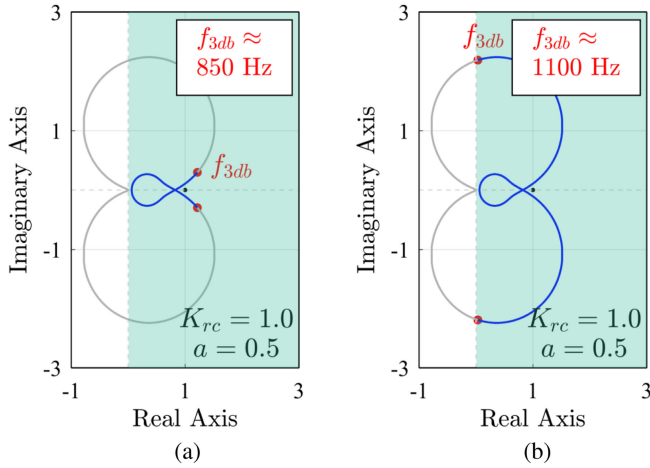 3
f3db ≈
850 Hz
1
f3db
-1
Krc = 1.0
a = 0.5
-3
-1
1
3
Imaginary Axis
Real Axis
(a)
3
f3db
f3db ≈
1100 Hz
1
-1
Krc = 1.0
a = 0.5
-3
-1
1
3
Imaginary Axis
Real Axis
(b)